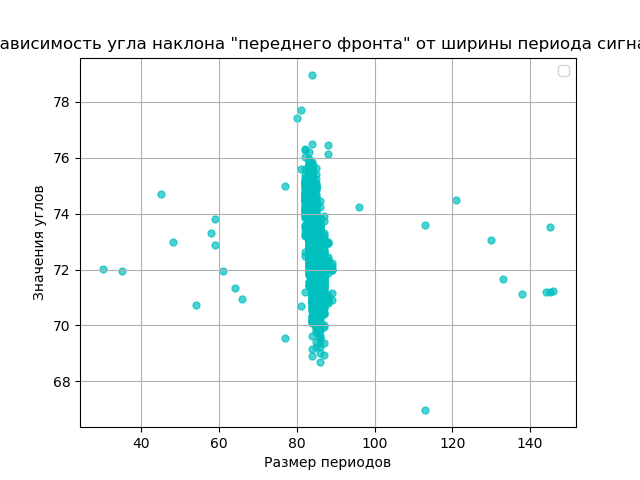 ависимость угла наклона "переднего фронта" от ширины периода сигна
78
76
74
72
70
68
Значения углов
40 60 80 100 120 140
Размер периодов